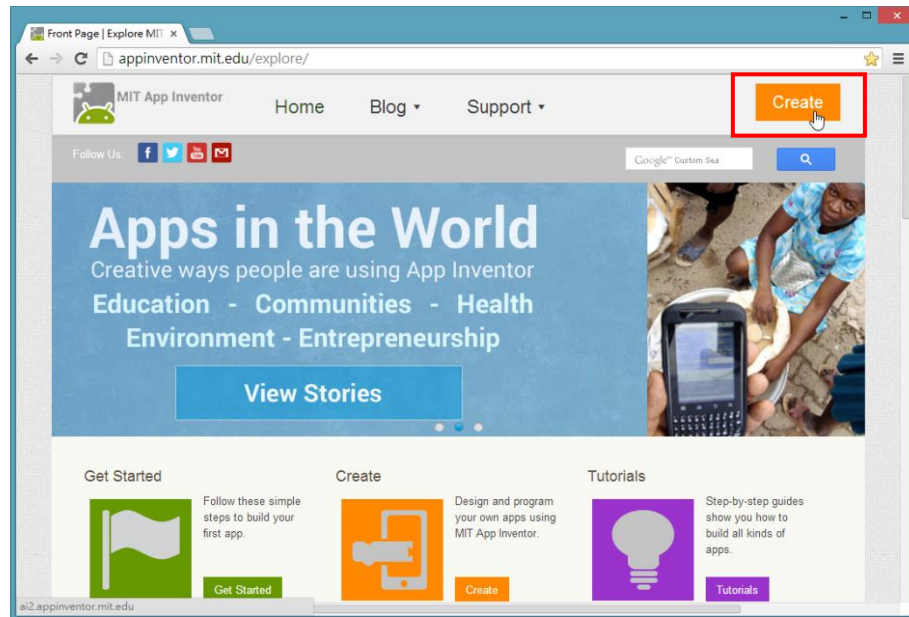 Front Page | Explore MIT
appinventor.mit.edu/explore/
MIT App Inventor
Home
Blog
Support
Create
Follow Us:
Google™ Custom Sea
Apps in the World
Creative ways people are using App Inventor
Education - Communities - Health
Environment - Entrepreneurship
View Stories
Get Started
Follow these simple
steps to build your
first app.
Get Started
Create
Design and program
your own apps using
MIT App Inventor.
Create
Tutorials
Step-by-step guides
show you how to
build all kinds of
apps.
Tutorials
ai2.appinventor.mit.edu